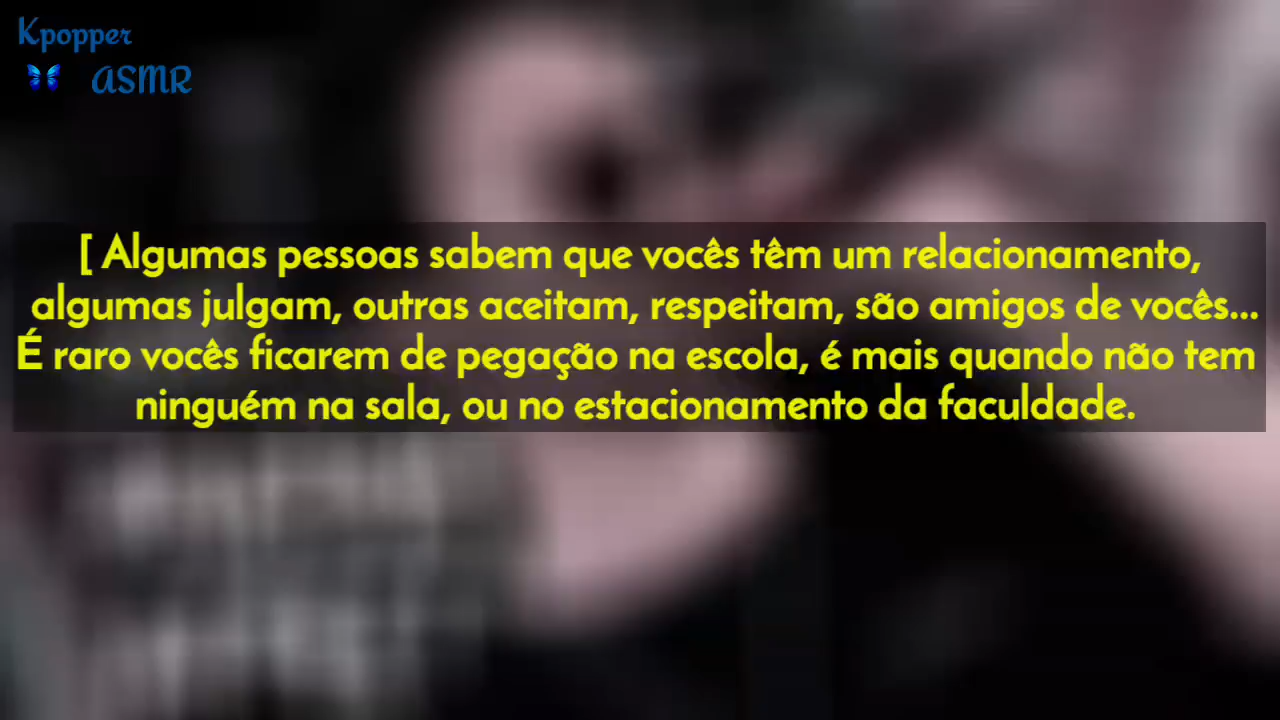 Kpopper
ASMR
[ Algumas pessoas sabem que vocês têm um relacionamento,
algumas julgam, outras aceitam, respeitam, são amigos de vocês...
É raro vocês ficarem de pegação na escola, é mais quando não tem
ninguém na sala, ou no estacionamento da faculdade.